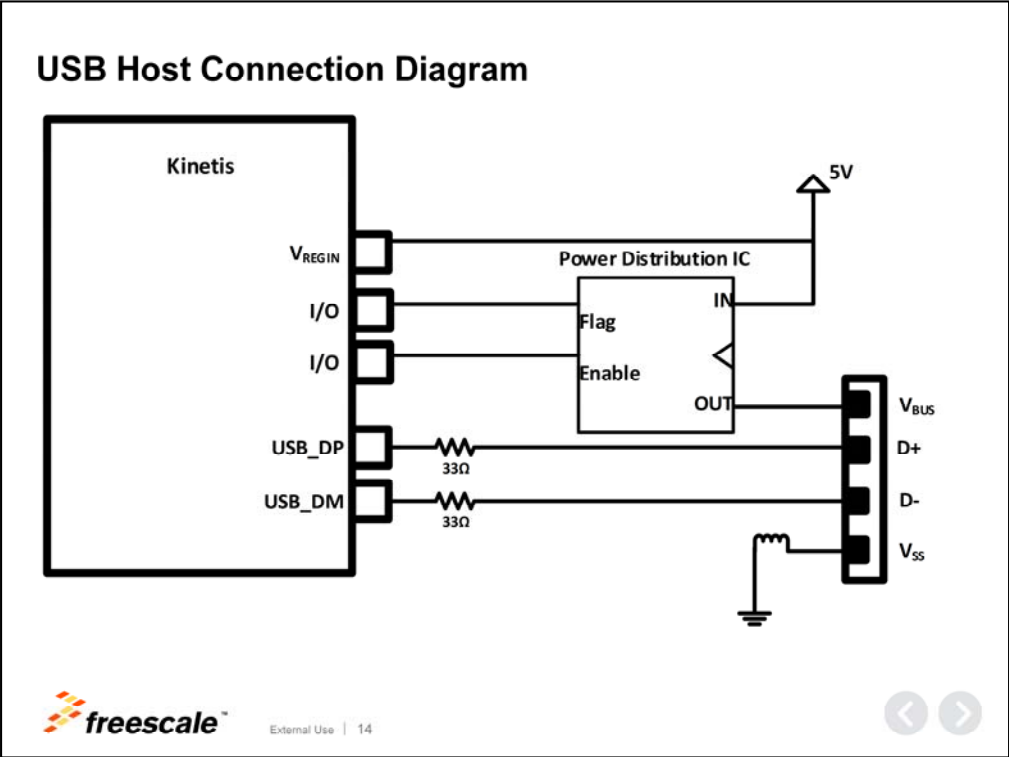 USB Host Connection Diagram
Kinetis
5V
VREGIN
Power Distribution IC
I/O
IN
Flag
I/O
Enable
OUT
VBUS
USB_DP
33Ω
D+
USB_DM
33Ω
D-
VSS
freescale™
External Use | 14